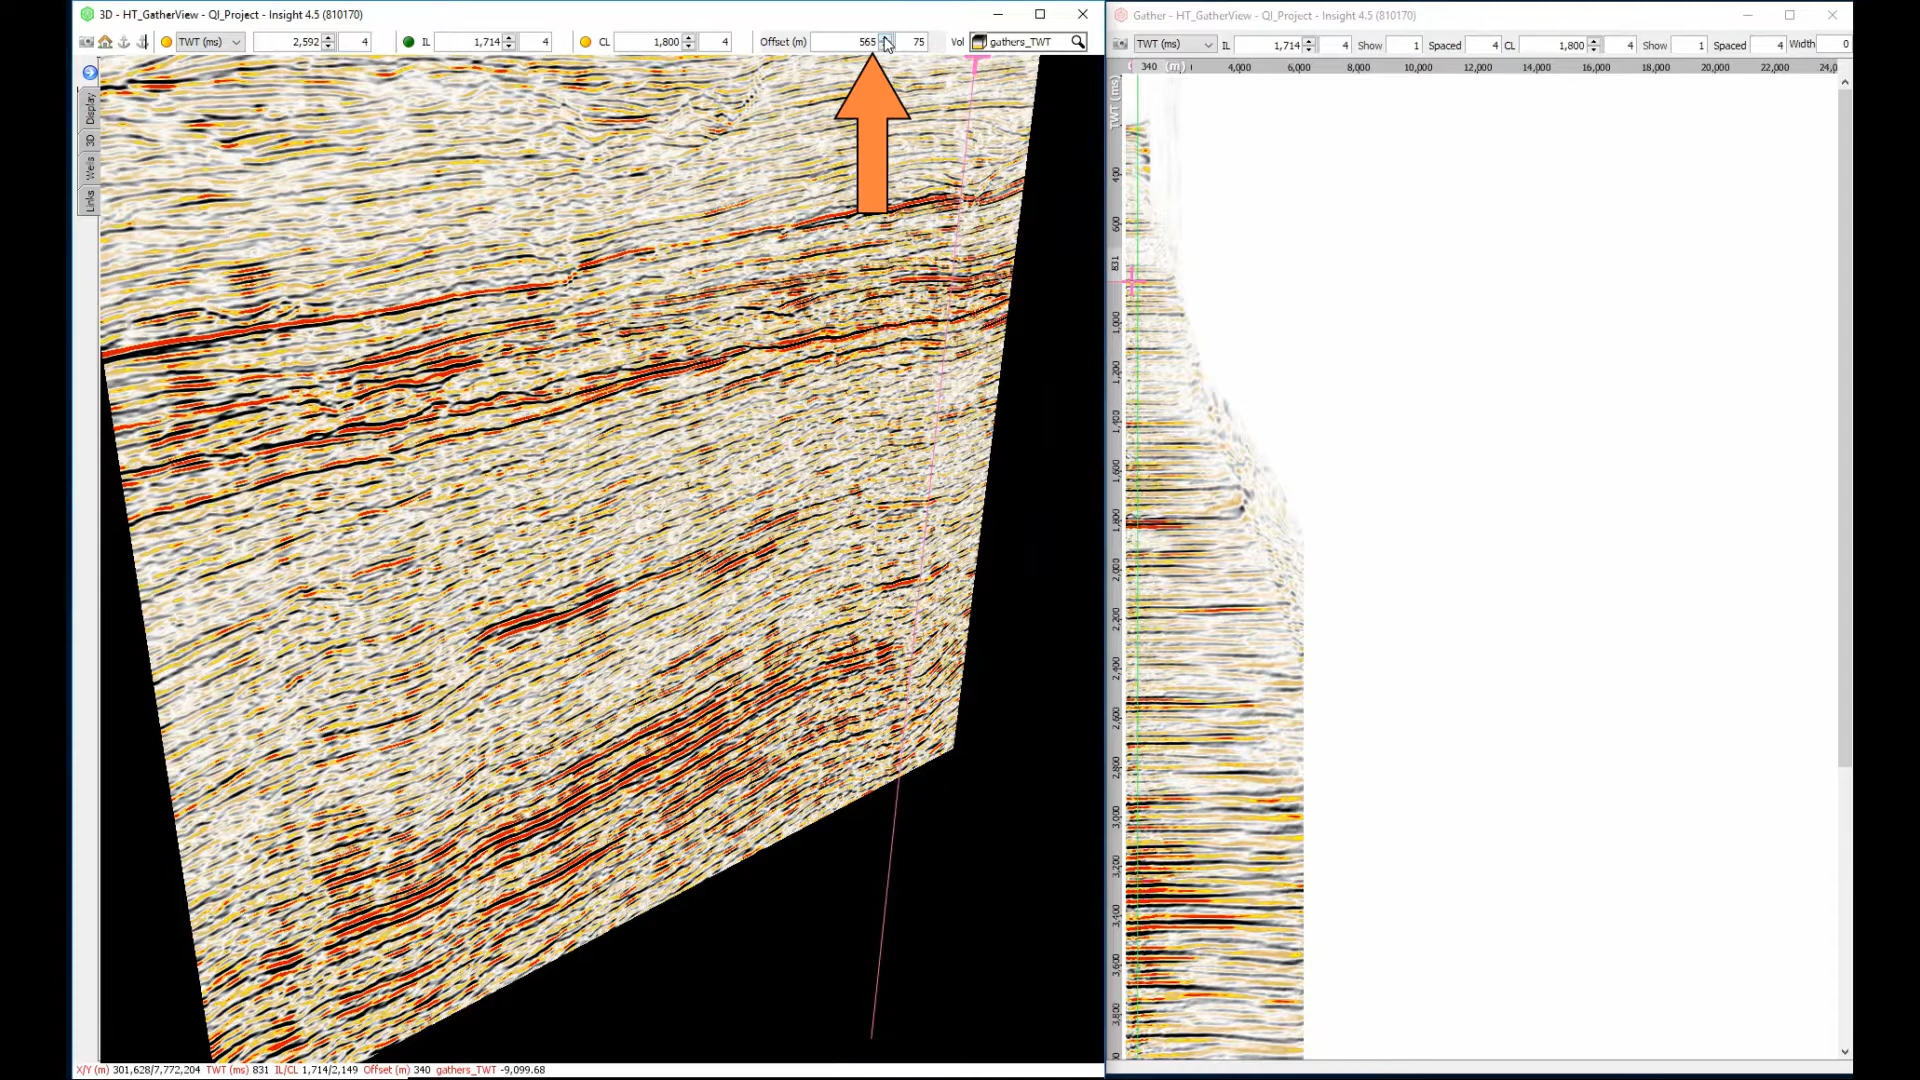 3D - HT_GatherView - QI_Project - Insight 4.5 (810170)
TWT (ms) 2,592 4 IL 1,714 4 CL 1,800 4 Offset (m) 565 75 Vol gathers_TWT
Display
3D
Wells
Links
X/Y (m) 301,628/7,772,204 TWT (ms) 831 IL/CL 1,714/2,149 Offset (m) 340 gathers_TWT -9,099.68
Gather - HT_GatherView - QI_Project - Insight 4.5 (810170)
TWT (ms) IL 1,714 4 Show 1 Spaced 4 CL 1,800 4 Show 1 Spaced 4 Width 0
340 (m) 4,000 6,000 8,000 10,000 12,000 14,000 16,000 18,000 20,000 22,000 24,0
TWT (ms)
400
600
831
1,000
1,200
1,400
1,600
1,800
2,000
2,200
2,400
2,600
2,800
3,000
3,200
3,400
3,600
3,800